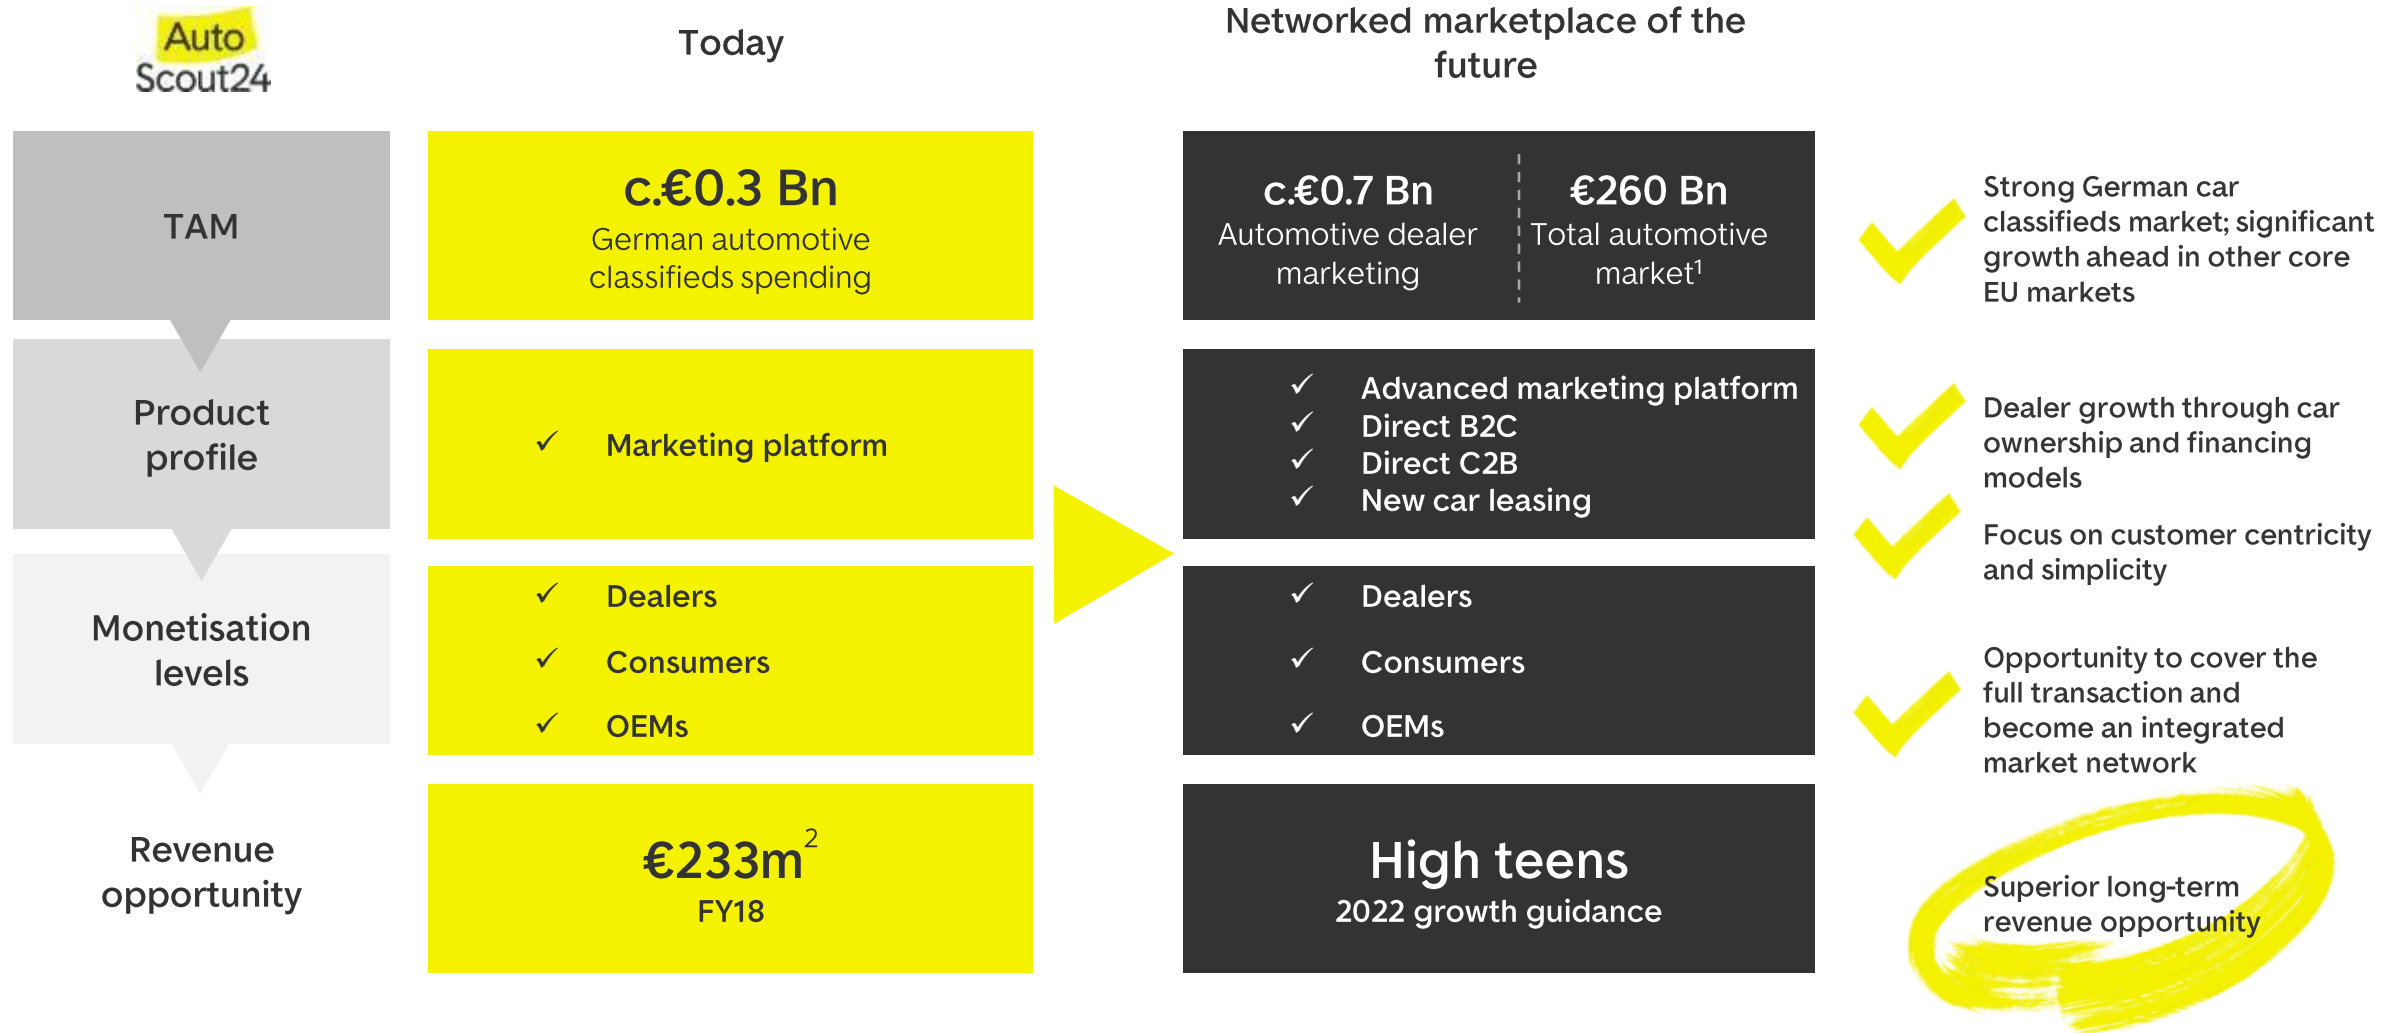 Auto
Scout24
Today
Networked marketplace of the
future
TAM
c.€0.3 Bn
German automotive
classifieds spending
c.€0.7 Bn
Automotive dealer
marketing
€260 Bn
Total automotive
market1
Strong German car
classifieds market; significant
growth ahead in other core
EU markets
Product
profile
✓ Marketing platform
✓ Advanced marketing platform
✓ Direct B2C
✓ Direct C2B
✓ New car leasing
Dealer growth through car
ownership and financing
models
Focus on customer centricity
and simplicity
Monetisation
levels
✓ Dealers
✓ Consumers
✓ OEMs
✓ Dealers
✓ Consumers
✓ OEMs
Opportunity to cover the
full transaction and
become an integrated
market network
Revenue
opportunity
€233m2
FY18
High teens
2022 growth guidance
Superior long-term
revenue opportunity